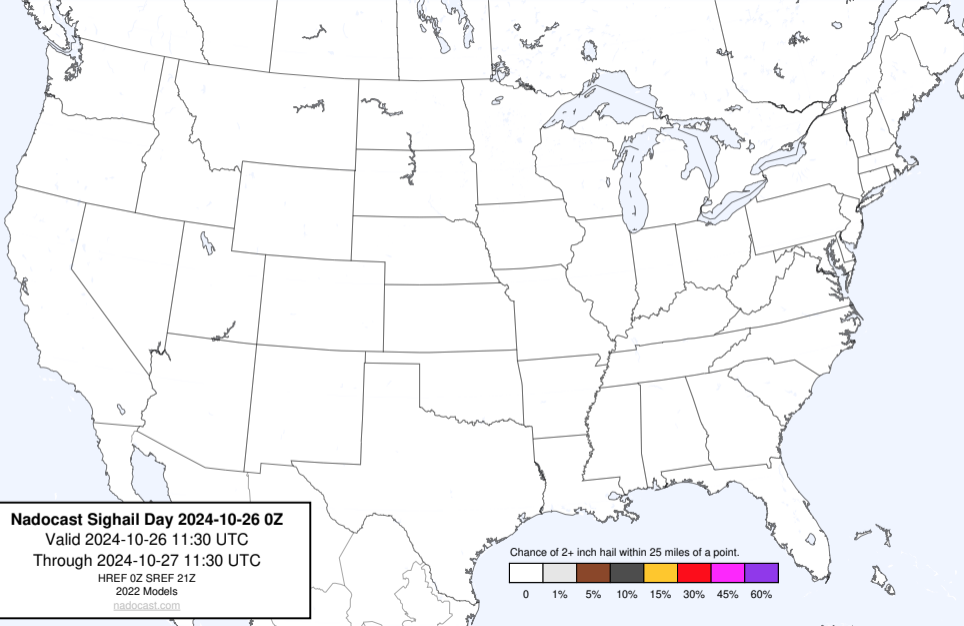 Nadocast Sighail Day 2024-10-26 0Z
Valid 2024-10-26 11:30 UTC
Through 2024-10-27 11:30 UTC
HREF 0Z SREF 21Z
2022 Models
nadocast.com
Chance of 2+ inch hail within 25 miles of a point.
0 1% 5% 10% 15% 30% 45% 60%